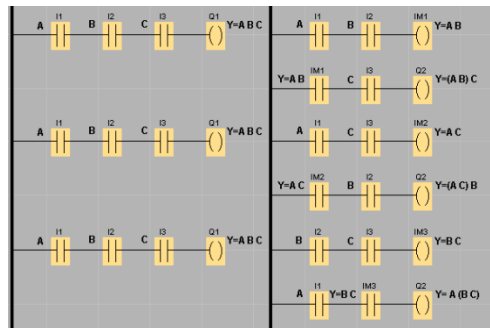 I1 I2 I3 Q1
A B C Y=A B C
I1 I2 I3 Q1
A B C Y=A B C
I1 I2 I3 Q1
A B C Y=A B C
I1 I2 IM1
A B Y=A B
IM1 I3 Q2
Y=A B C Y=(A B) C
I1 I3 IM2
A C Y=A C
IM2 I2 Q2
Y=A C B Y=(A C) B
I2 I3 IM3
B C Y=B C
I1 IM3 Q2
A Y=B C Y= A (B C)